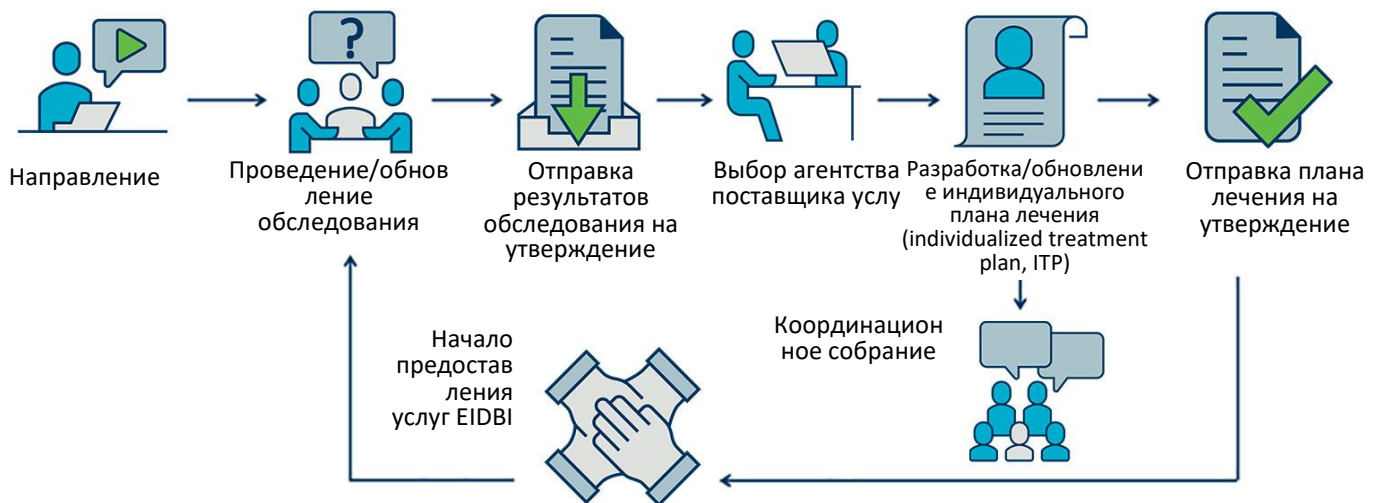 ?
Направление
Проведение/обнов
ление
обследования
Отправка
результатов
обследования на
утверждение
Выбор агентства
поставщика услу
Разработка/обновлени
е индивидуального
плана лечения
(individualized treatment
plan, ITP)
Отправка плана
лечения на
утверждение
Координацион
ное собрание
Начало
предостав
ления
услуг EIDBI